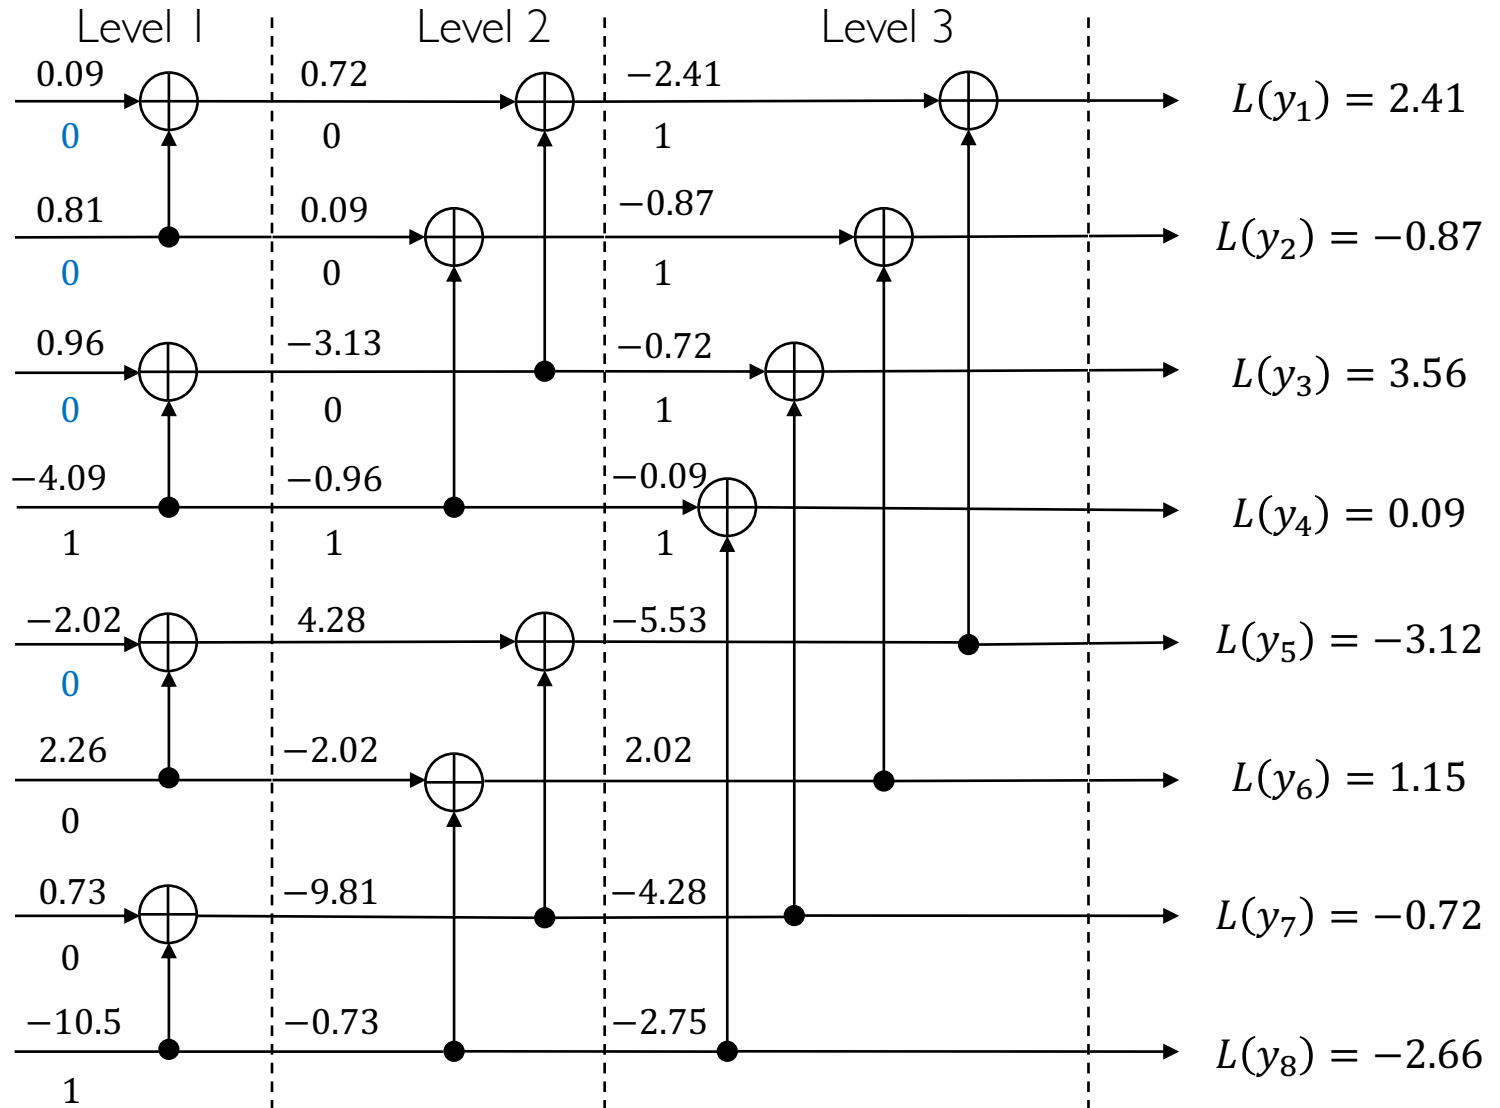 Level 1 Level 2 Level 3
0.09 0.72 −2.41 L(y₁) = 2.41
0 0 1
0.81 0.09 −0.87 L(y₂) = −0.87
0 0 1
0.96 −3.13 −0.72 L(y₃) = 3.56
0 0 1
−4.09 −0.96 −0.09 L(y₄) = 0.09
1 1 1
−2.02 4.28 −5.53 L(y₅) = −3.12
0
2.26 −2.02 2.02 L(y₆) = 1.15
0
0.73 −9.81 −4.28 L(y₇) = −0.72
0
−10.5 −0.73 −2.75 L(y₈) = −2.66
1